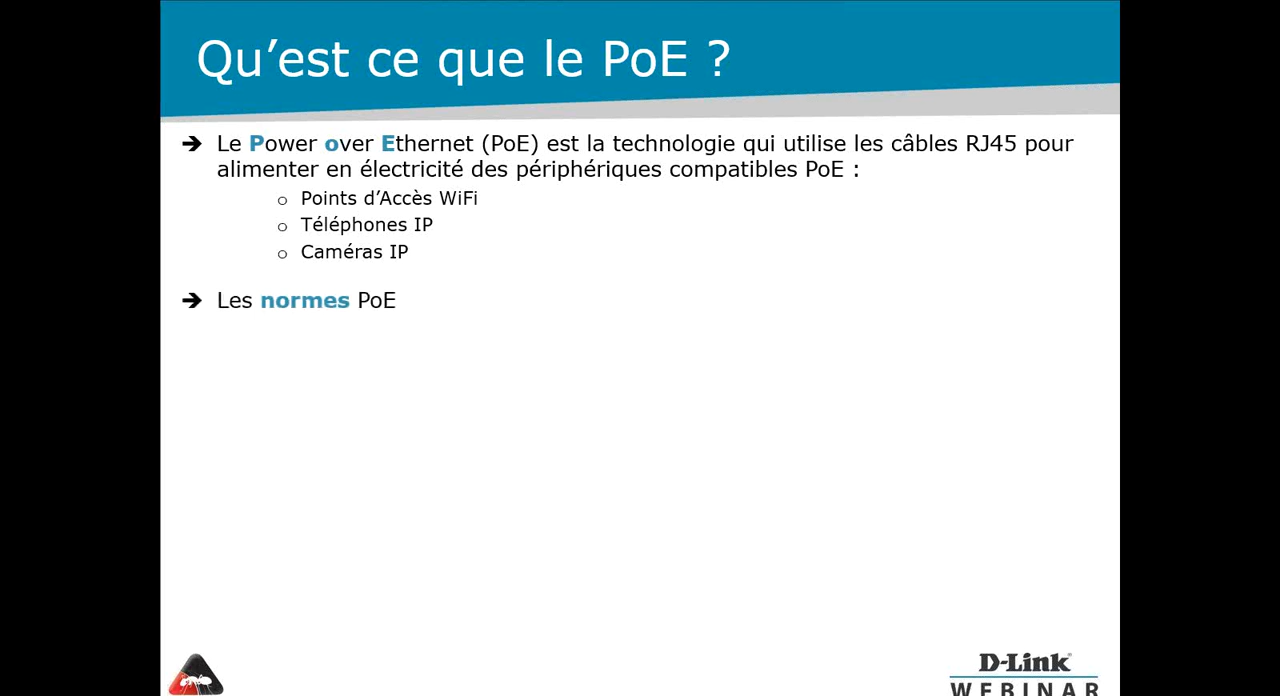 Qu’est ce que le PoE ?
➔ Le Power over Ethernet (PoE) est la technologie qui utilise les câbles RJ45 pour
alimenter en électricité des périphériques compatibles PoE :
o Points d’Accès WiFi
o Téléphones IP
o Caméras IP
➔ Les normes PoE
D-Link®
WEBINAR